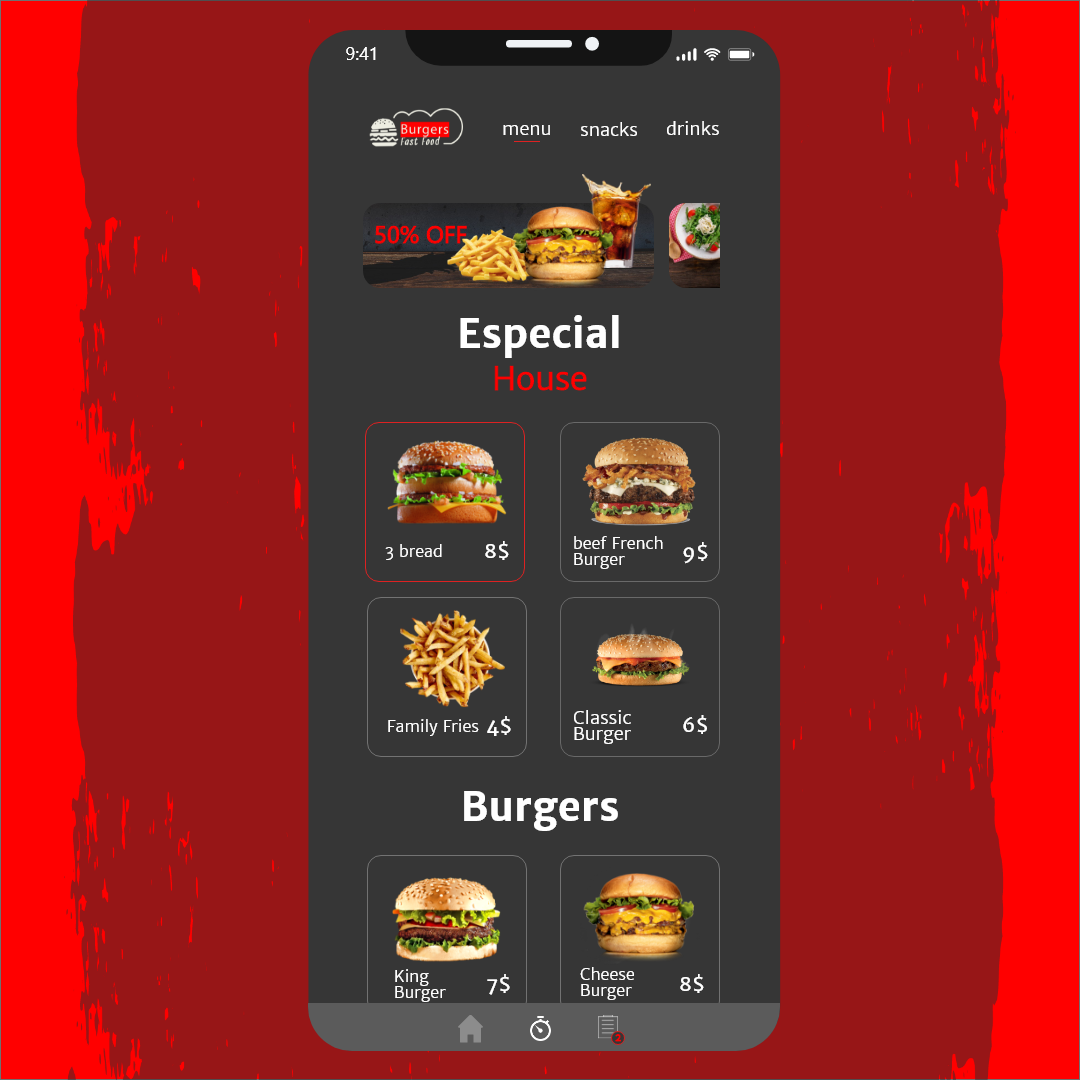 9:41
Burgers
Fast Food
menu
snacks
drinks
50% OFF
Especial
House
3 bread 8$
beef French
Burger 9$
Family Fries 4$
Classic
Burger 6$
Burgers
King
Burger 7$
Cheese
Burger 8$
2